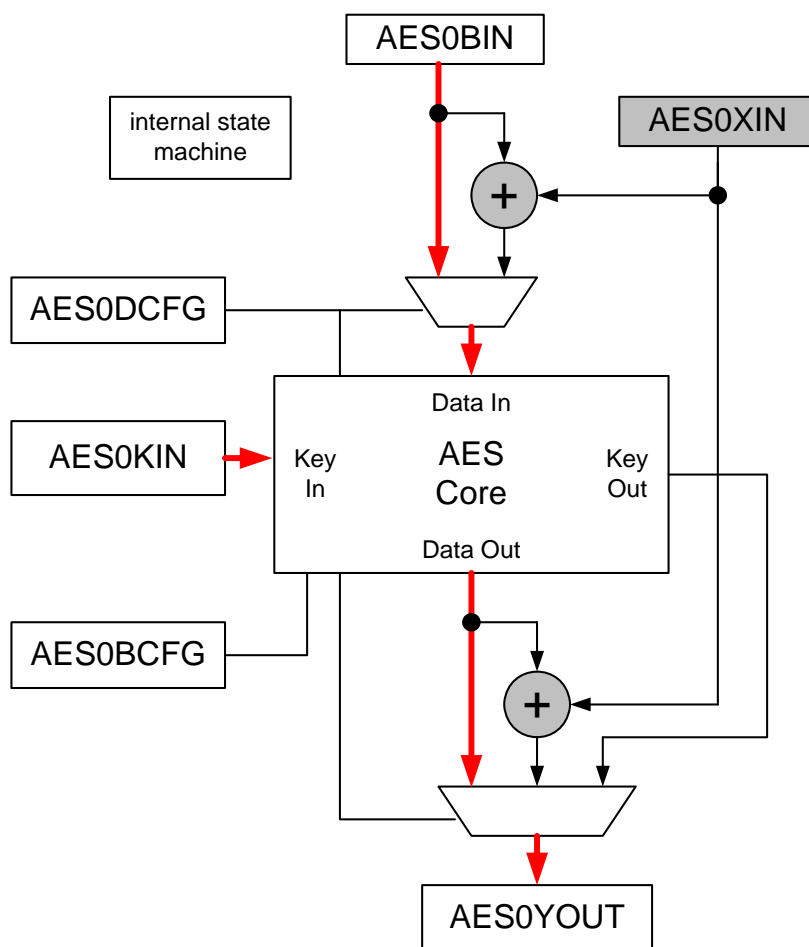 AES0BIN
internal state
machine
AES0XIN
+
AES0DCFG
Data In
AES0KIN
Key
In
AES
Core
Key
Out
Data Out
AES0BCFG
+
AES0YOUT